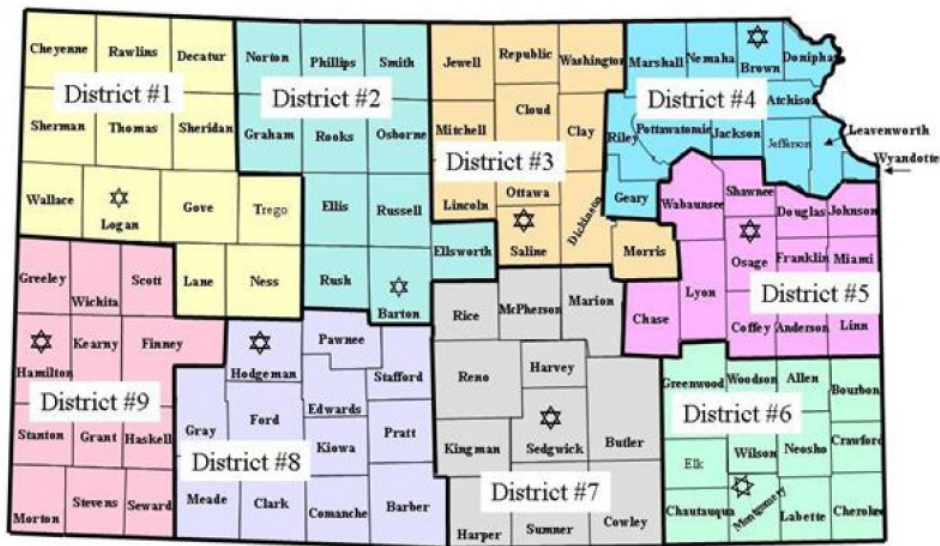 Cheyenne
Rawlins
Decatur
Norton
Phillips
Smith
Jewell
Republic
Washington
Marshall
Nemaha
Brown
Doniphan
District #1
District #2
District #3
District #4
Atchison
Sherman
Thomas
Sheridan
Graham
Rooks
Osborne
Mitchell
Cloud
Clay
Riley
Pottawatomie
Jackson
Jefferson
Leavenworth
Wyandotte
Wallace
Logan
Gove
Trego
Ellis
Russell
Lincoln
Ottawa
Saline
Dickinson
Geary
Wabaunsee
Shawnee
Douglas
Johnson
Greeley
Wichita
Scott
Lane
Ness
Rush
Barton
Ellsworth
Morris
Chase
Lyon
Osage
Franklin
Miami
District #5
Coffey
Anderson
Linn
Hamilton
Kearny
Finney
Hodgeman
Pawnee
Stafford
Rice
McPherson
Marion
Reno
Harvey
Greenwood
Woodson
Allen
Bourbon
District #9
District #8
District #7
District #6
Stanton
Grant
Haskell
Gray
Ford
Edwards
Kiowa
Pratt
Kingman
Sedgwick
Butler
Elk
Wilson
Neosho
Crawford
Morton
Stevens
Seward
Meade
Clark
Comanche
Barber
Harper
Sumner
Cowley
Chautauqua
Montgomery
Labette
Cherokee